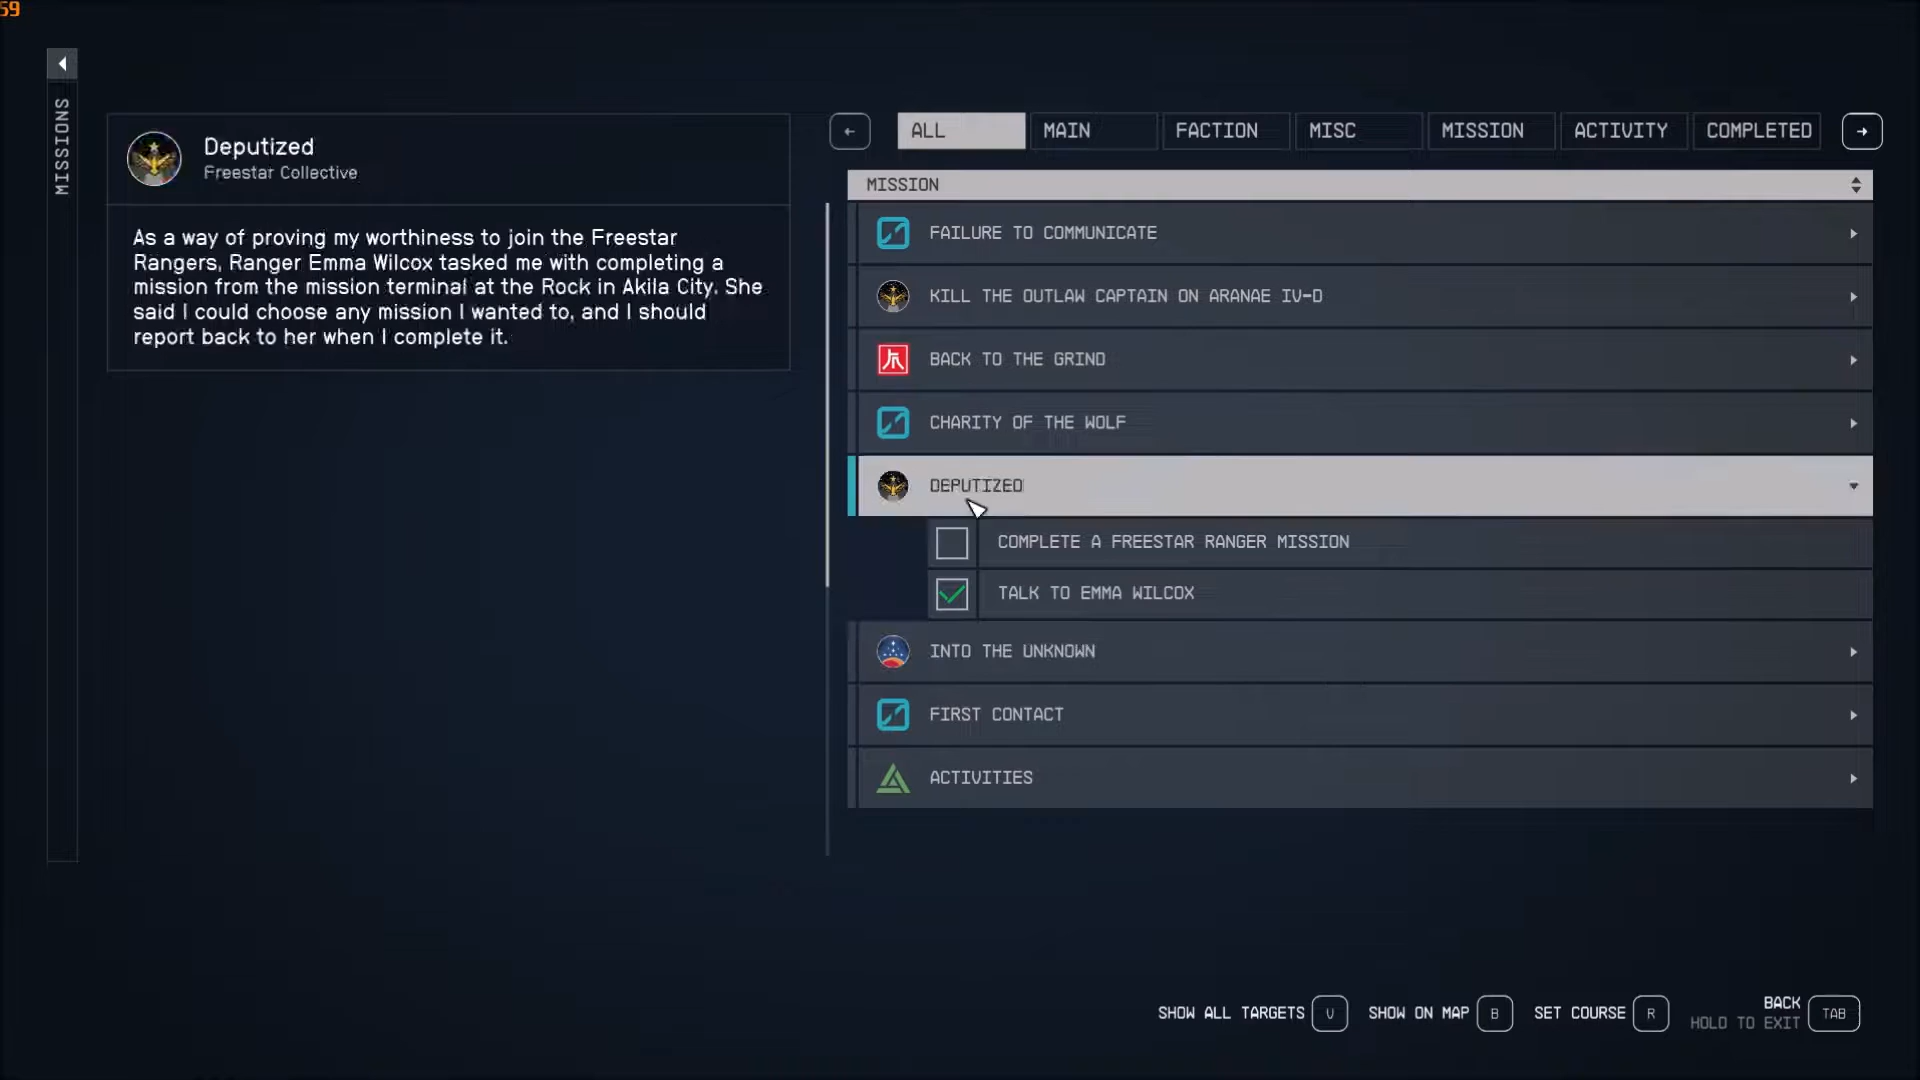 59
MISSIONS
Deputized
Freestar Collective
As a way of proving my worthiness to join the Freestar
Rangers, Ranger Emma Wilcox tasked me with completing a
mission from the mission terminal at the Rock in Akila City. She
said I could choose any mission I wanted to, and I should
report back to her when I complete it.
ALL MAIN FACTION MISC MISSION ACTIVITY COMPLETED
MISSION
FAILURE TO COMMUNICATE
KILL THE OUTLAW CAPTAIN ON ARANAE IV-D
BACK TO THE GRIND
CHARITY OF THE WOLF
DEPUTIZED
COMPLETE A FREESTAR RANGER MISSION
TALK TO EMMA WILCOX
INTO THE UNKNOWN
FIRST CONTACT
ACTIVITIES
SHOW ALL TARGETS V SHOW ON MAP B SET COURSE R BACK TAB
HOLD TO EXIT